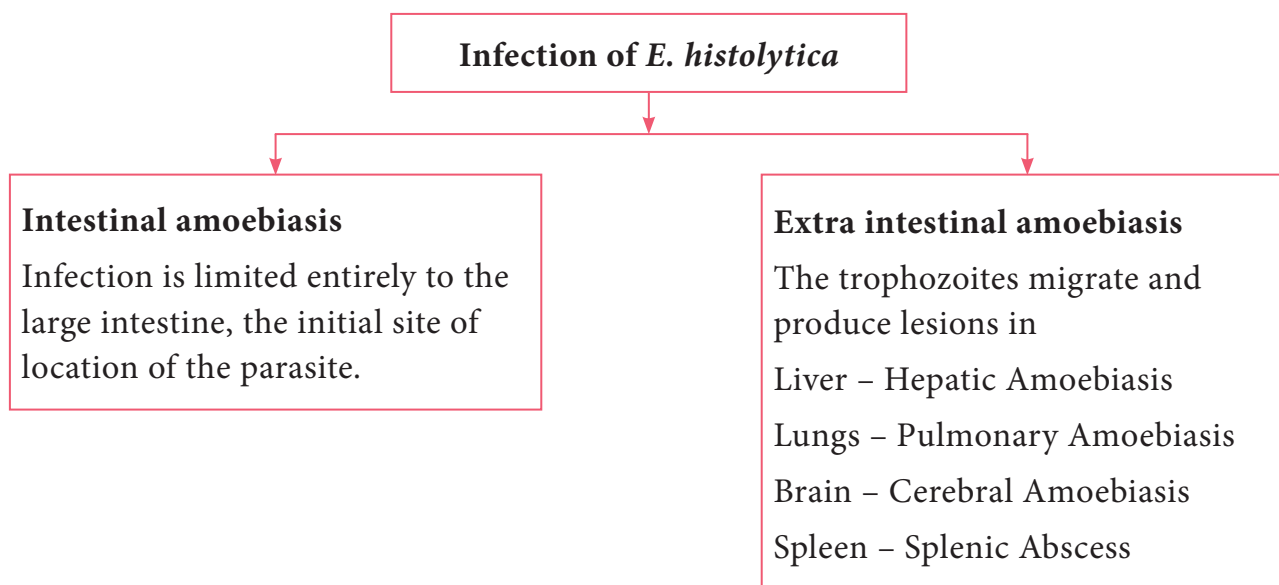 Infection of E. histolytica
Intestinal amoebiasis
Infection is limited entirely to the
large intestine, the initial site of
location of the parasite.
Extra intestinal amoebiasis
The trophozoites migrate and
produce lesions in
Liver – Hepatic Amoebiasis
Lungs – Pulmonary Amoebiasis
Brain – Cerebral Amoebiasis
Spleen – Splenic Abscess